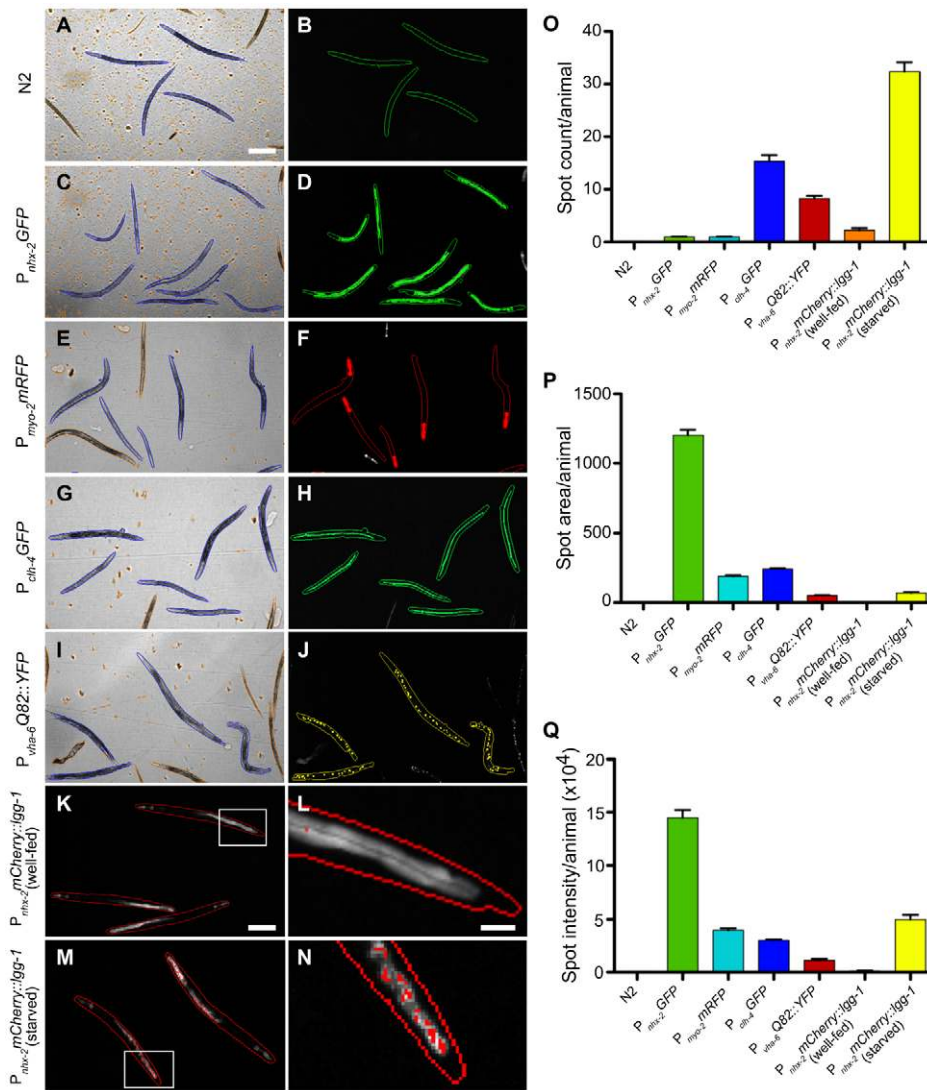 A
B
N2
C
D
P nhx-2 GFP
E
F
P myo-2 mRFP
G
H
P clh-4 GFP
I
J
P vha-6 Q82::YFP
K
L
P nhx-2 mCherry::lgg-1
(well-fed)
M
N
P nhx-2 mCherry::lgg-1
(starved)
O
Spot count/animal
40
30
20
10
0
N2
P nhx-2 GFP
P myo-2 mRFP
P clh-4 GFP
P vha-6 Q82::YFP
P nhx-2 mCherry::lgg-1
(well-fed)
P nhx-2 mCherry::lgg-1
(starved)
P
Spot area/animal
1500
1000
500
0
N2
P nhx-2 GFP
P myo-2 mRFP
P clh-4 GFP
P vha-6 Q82::YFP
P nhx-2 mCherry::lgg-1
(well-fed)
P nhx-2 mCherry::lgg-1
(starved)
Q
Spot intensity/animal (x10⁴)
15
10
5
0
N2
P nhx-2 GFP
P myo-2 mRFP
P clh-4 GFP
P vha-6 Q82::YFP
P nhx-2 mCherry::lgg-1
(well-fed)
P nhx-2 mCherry::lgg-1
(starved)